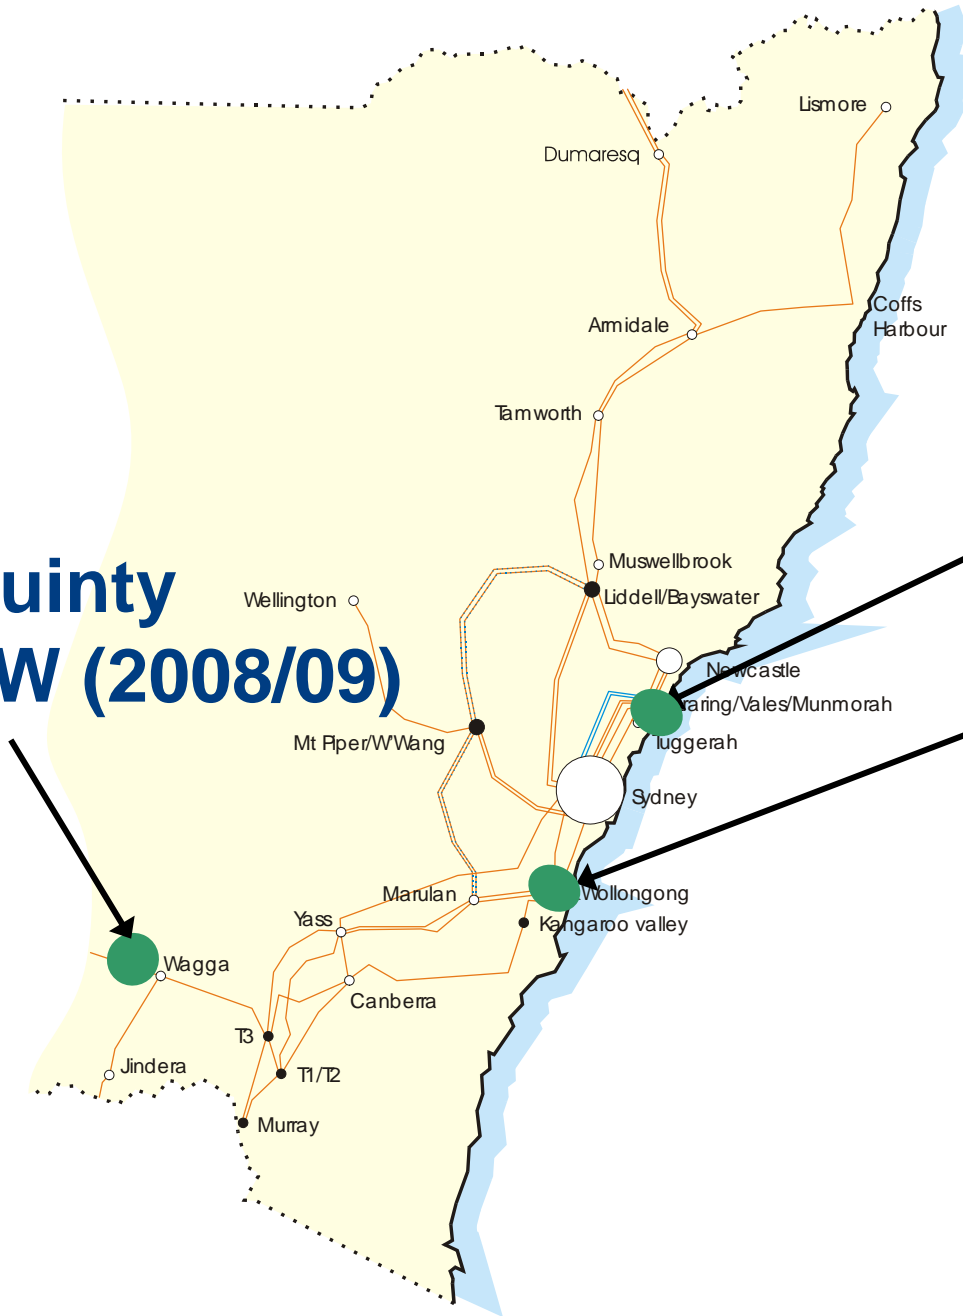 Lismore
Dumaresq
Coffs
Harbour
Armidale
Tamworth
uinty
Muswellbrook
Wellington
Liddell/Bayswater
W (2008/09)
Newcastle
raring/Vales/Munmorah
Mt Piper/W'Wang
Tuggerah
Sydney
Marulan
Wollongong
Yass
Kangaroo valley
Wagga
Canberra
T3
Jindera
T1/T2
Murray